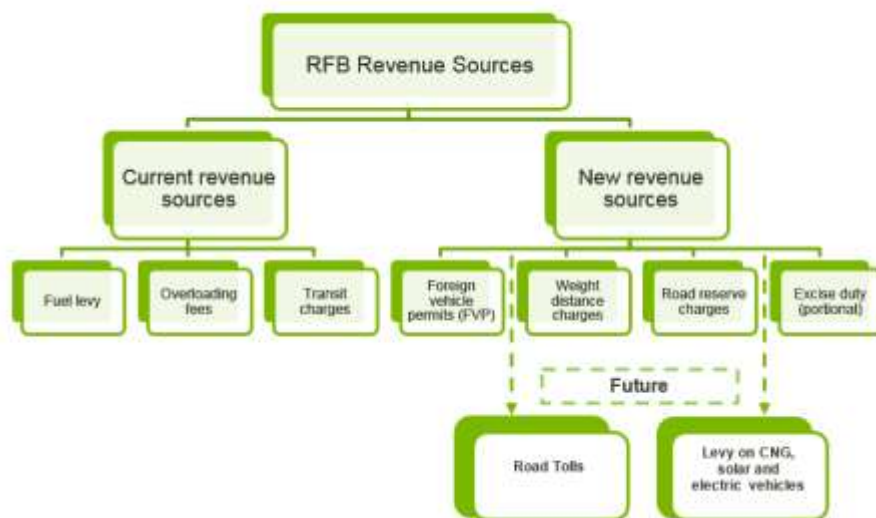 RFB Revenue Sources
Current revenue
sources
New revenue
sources
Fuel levy
Overloading
fees
Transit
charges
Foreign
vehicle
permits (FVP)
Weight
distance
charges
Road reserve
charges
Excise duty
(portional)
Future
Road Tolls
Levy on CNG,
solar and
electric vehicles